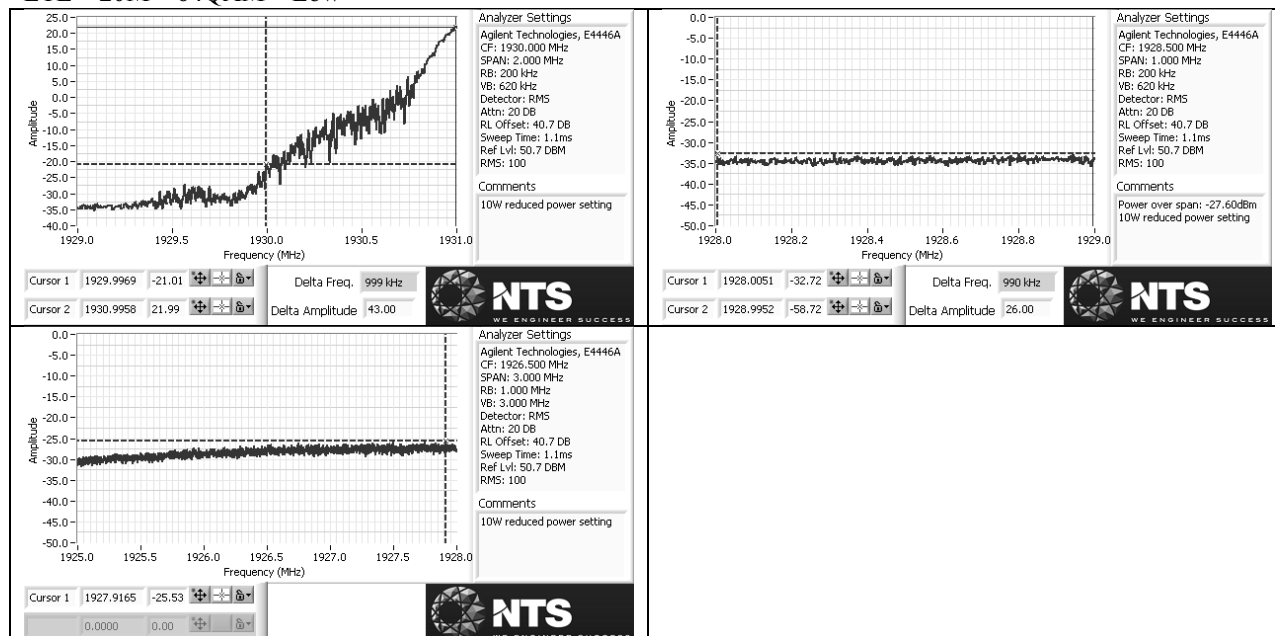 25.0
20.0
15.0
10.0
5.0
0.0
-5.0
-10.0
-15.0
-20.0
-25.0
-30.0
-35.0
-40.0
Amplitude
1929.0 1929.5 1930.0 1930.5 1931.0
Frequency (MHz)
Analyzer Settings
Agilent Technologies, E4446A
CF: 1930.000 MHz
SPAN: 2.000 MHz
RB: 200 kHz
VB: 620 kHz
Detector: RMS
Attn: 20 DB
RL Offset: 40.7 DB
Sweep Time: 1.1ms
Ref Lvl: 50.7 DBM
RMS: 100
Comments
10W reduced power setting
Cursor 1 1929.9969 -21.01
Cursor 2 1930.9958 21.99
Delta Freq. 999 kHz
Delta Amplitude 43.00
NTS
WE ENGINEER SUCCESS
0.0
-5.0
-10.0
-15.0
-20.0
-25.0
-30.0
-35.0
-40.0
-45.0
-50.0
Amplitude
1928.0 1928.2 1928.4 1928.6 1928.8 1929.0
Frequency (MHz)
Analyzer Settings
Agilent Technologies, E4446A
CF: 1928.500 MHz
SPAN: 1.000 MHz
RB: 200 kHz
VB: 620 kHz
Detector: RMS
Attn: 20 DB
RL Offset: 40.7 DB
Sweep Time: 1.1ms
Ref Lvl: 50.7 DBM
RMS: 100
Comments
Power over span: -27.60dBm
10W reduced power setting
Cursor 1 1928.0051 -32.72
Cursor 2 1928.9952 -58.72
Delta Freq. 990 kHz
Delta Amplitude 26.00
NTS
WE ENGINEER SUCCESS
0.0
-5.0
-10.0
-15.0
-20.0
-25.0
-30.0
-35.0
-40.0
-45.0
-50.0
Amplitude
1925.0 1925.5 1926.0 1926.5 1927.0 1927.5 1928.0
Frequency (MHz)
Analyzer Settings
Agilent Technologies, E4446A
CF: 1926.500 MHz
SPAN: 3.000 MHz
RB: 1.000 MHz
VB: 3.000 MHz
Detector: RMS
Attn: 20 DB
RL Offset: 40.7 DB
Sweep Time: 1.1ms
Ref Lvl: 50.7 DBM
RMS: 100
Comments
10W reduced power setting
Cursor 1 1927.9165 -25.53
0.0000 0.00
NTS